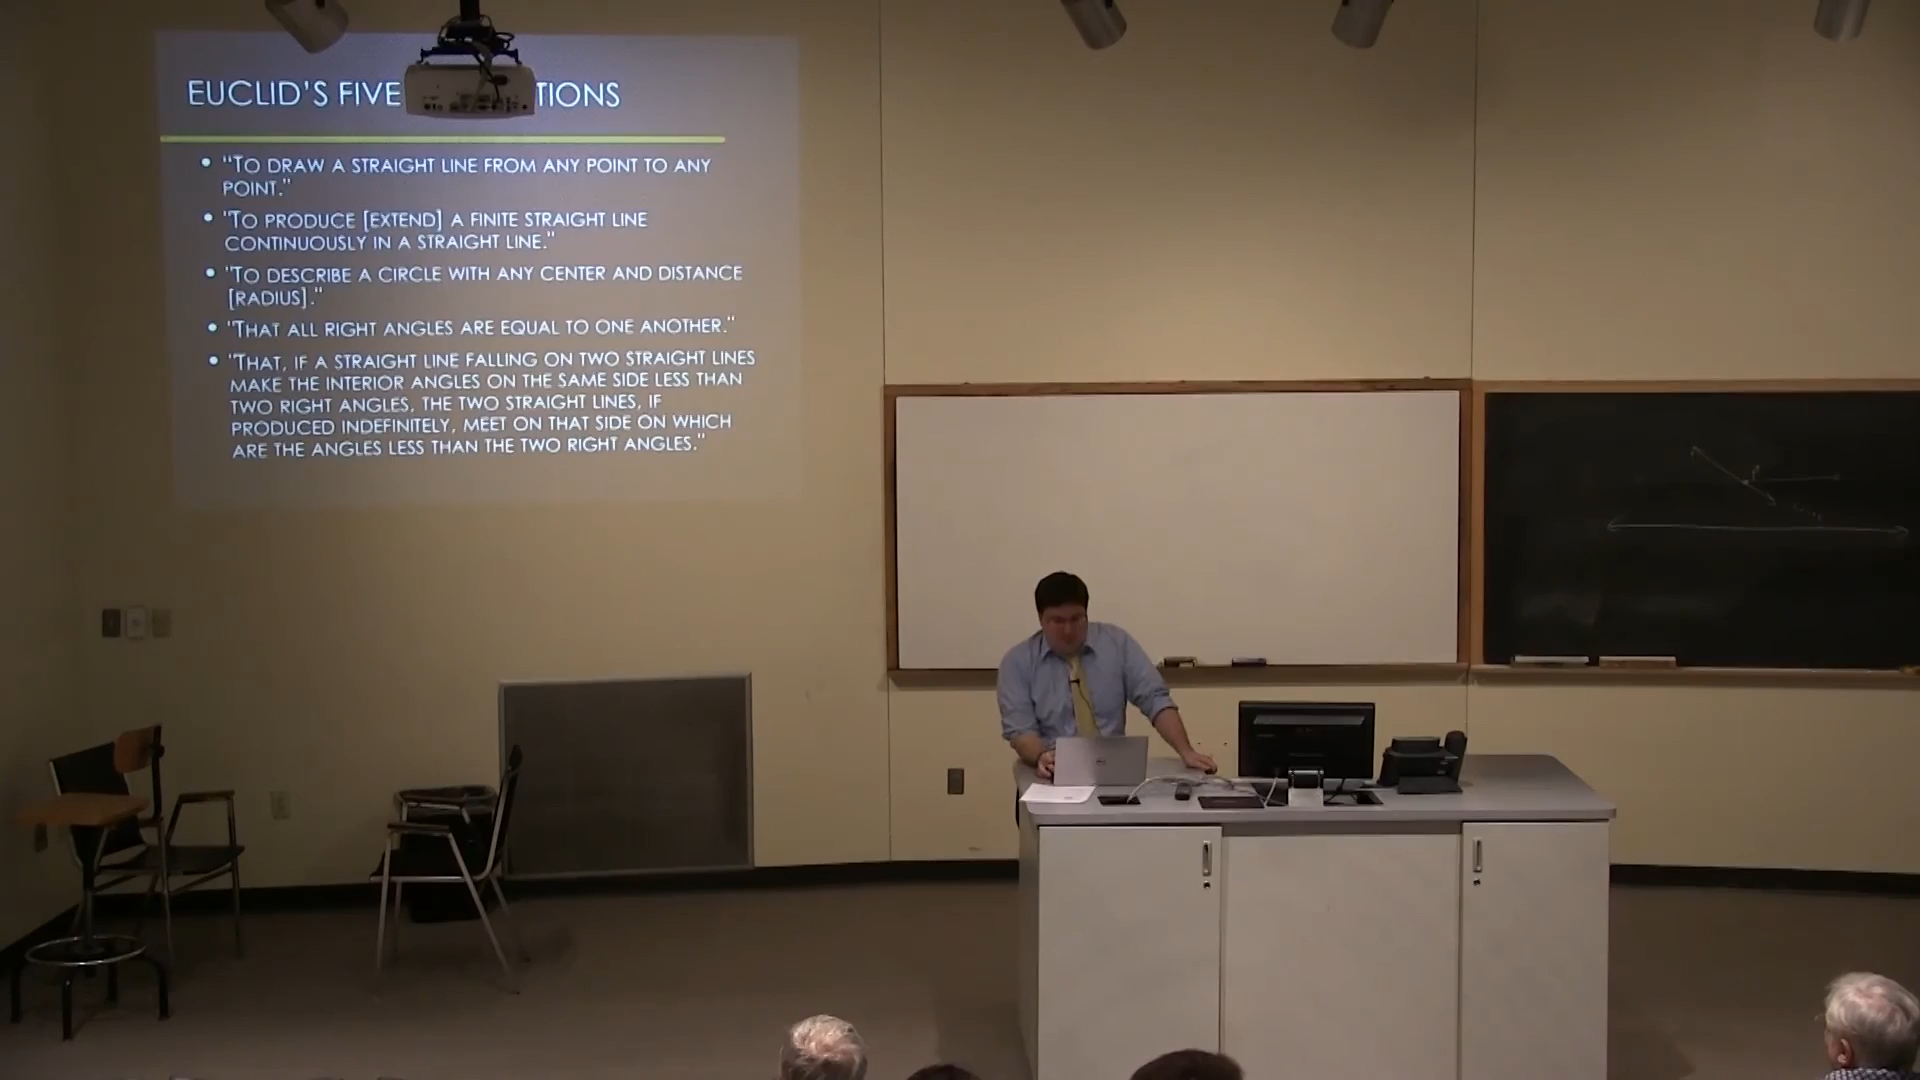 EUCLID'S FIVE TIONS
• "TO DRAW A STRAIGHT LINE FROM ANY POINT TO ANY
POINT."
• "TO PRODUCE [EXTEND] A FINITE STRAIGHT LINE
CONTINUOUSLY IN A STRAIGHT LINE."
• "TO DESCRIBE A CIRCLE WITH ANY CENTER AND DISTANCE
[RADIUS]."
• "THAT ALL RIGHT ANGLES ARE EQUAL TO ONE ANOTHER."
• "THAT, IF A STRAIGHT LINE FALLING ON TWO STRAIGHT LINES
MAKE THE INTERIOR ANGLES ON THE SAME SIDE LESS THAN
TWO RIGHT ANGLES, THE TWO STRAIGHT LINES, IF
PRODUCED INDEFINITELY, MEET ON THAT SIDE ON WHICH
ARE THE ANGLES LESS THAN THE TWO RIGHT ANGLES."